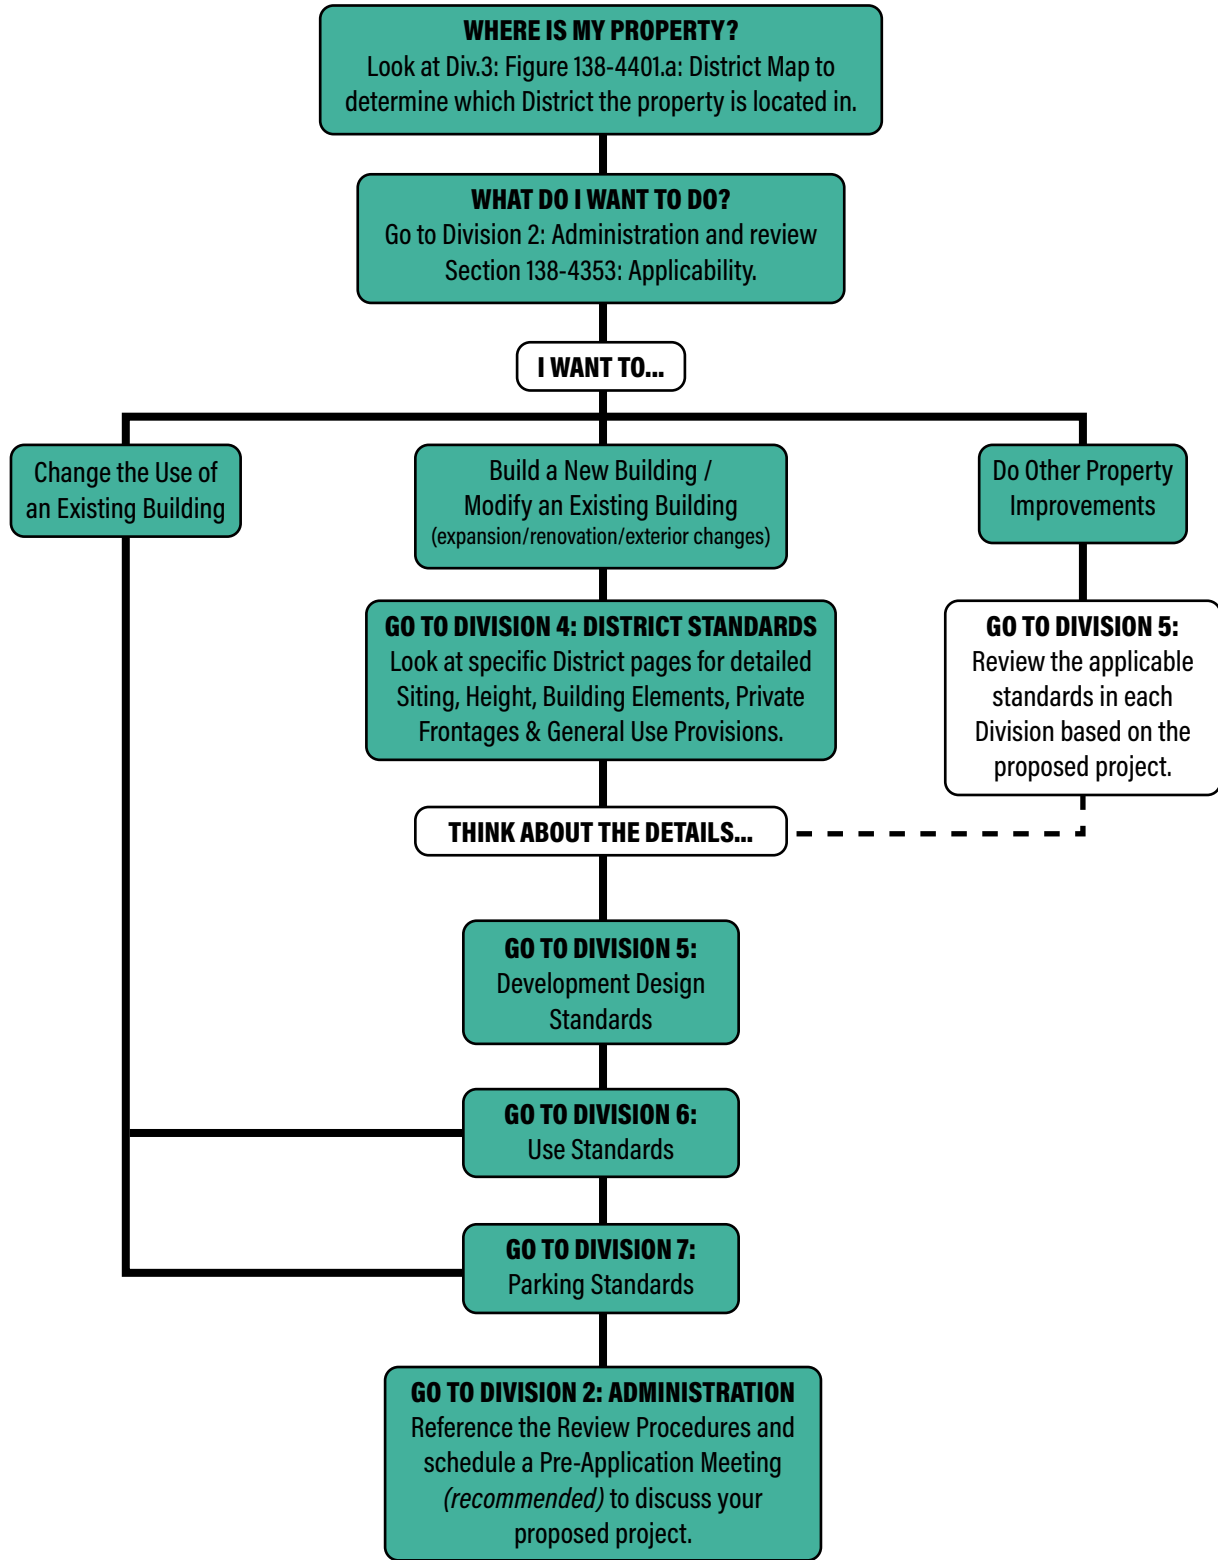 WHERE IS MY PROPERTY?
Look at Div.3: Figure 138-4401.a: District Map to
determine which District the property is located in.
WHAT DO I WANT TO DO?
Go to Division 2: Administration and review
Section 138-4353: Applicability.
I WANT TO...
Change the Use of
an Existing Building
Build a New Building /
Modify an Existing Building
(expansion/renovation/exterior changes)
Do Other Property
Improvements
GO TO DIVISION 4: DISTRICT STANDARDS
Look at specific District pages for detailed
Siting, Height, Building Elements, Private
Frontages & General Use Provisions.
GO TO DIVISION 5:
Review the applicable
standards in each
Division based on the
proposed project.
THINK ABOUT THE DETAILS...
GO TO DIVISION 5:
Development Design
Standards
GO TO DIVISION 6:
Use Standards
GO TO DIVISION 7:
Parking Standards
GO TO DIVISION 2: ADMINISTRATION
Reference the Review Procedures and
schedule a Pre-Application Meeting
(recommended) to discuss your
proposed project.